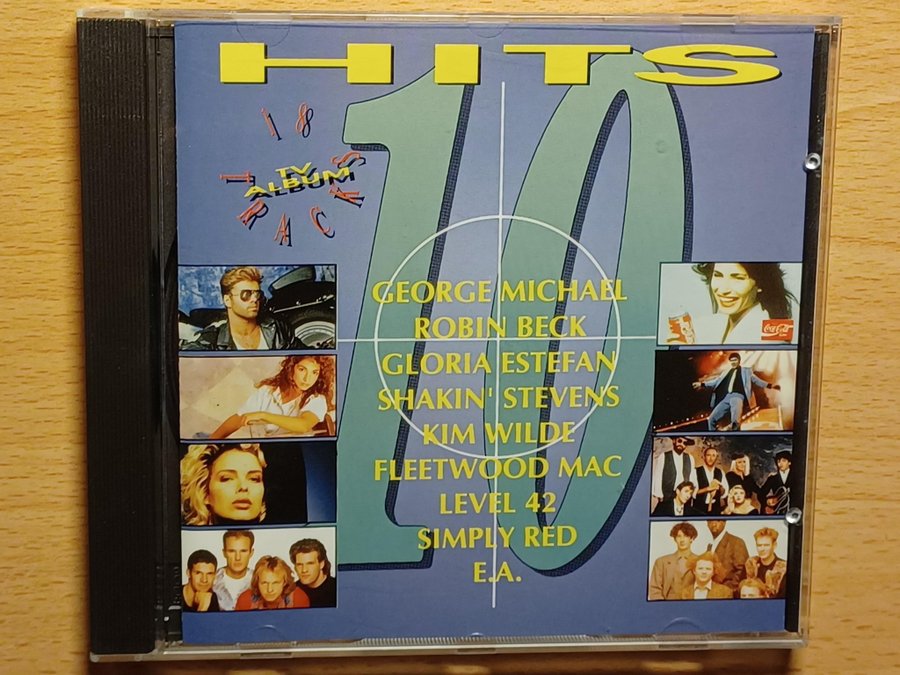 HITS
10
18
TRACKS
TV
ALBUM
GEORGE MICHAEL
ROBIN BECK
GLORIA ESTEFAN
SHAKIN' STEVENS
KIM WILDE
FLEETWOOD MAC
LEVEL 42
SIMPLY RED
E.A.
Coca-Cola